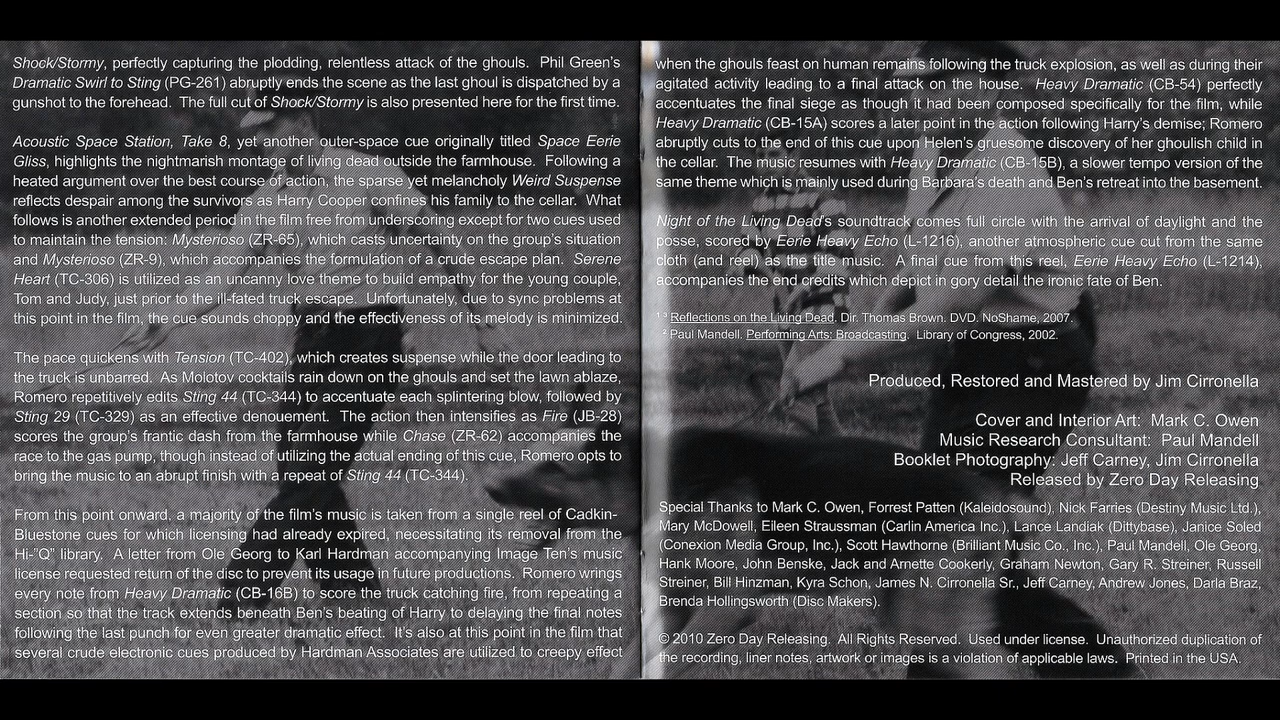 Shock/Stormy, perfectly capturing the plodding, relentless attack of the ghouls. Phil Green's
Dramatic Swirl to Sting (PG-261) abruptly ends the scene as the last ghoul is dispatched by a
gunshot to the forehead. The full cut of Shock/Stormy is also presented here for the first time.
Acoustic Space Station, Take 8, yet another outer-space cue originally titled Space Eerie
Gliss, highlights the nightmarish montage of living dead outside the farmhouse. Following a
heated argument over the best course of action, the sparse yet melancholy Weird Suspense
reflects despair among the survivors as Harry Cooper confines his family to the cellar. What
follows is another extended period in the film free from underscoring except for two cues used
to maintain the tension: Mysterioso (ZR-65), which casts uncertainty on the group's situation
and Mysterioso (ZR-9), which accompanies the formulation of a crude escape plan. Serene
Heart (TC-306) is utilized as an uncanny love theme to build empathy for the young couple,
Tom and Judy, just prior to the ill-fated truck escape. Unfortunately, due to sync problems at
this point in the film, the cue sounds choppy and the effectiveness of its melody is minimized.
The pace quickens with Tension (TC-402), which creates suspense while the door leading to
the truck is unbarred. As Molotov cocktails rain down on the ghouls and set the lawn ablaze,
Romero repetitively edits Sting 44 (TC-344) to accentuate each splintering blow, followed by
Sting 29 (TC-329) as an effective denouement. The action then intensifies as Fire (JB-28)
scores the group's frantic dash from the farmhouse while Chase (ZR-62) accompanies the
race to the gas pump, though instead of utilizing the actual ending of this cue, Romero opts to
bring the music to an abrupt finish with a repeat of Sting 44 (TC-344).
From this point onward, a majority of the film's music is taken from a single reel of Cadkin-
Bluestone cues for which licensing had already expired, necessitating its removal from the
Hi-"Q" library. A letter from Ole Georg to Karl Hardman accompanying Image Ten's music
license requested return of the disc to prevent its usage in future productions. Romero wrings
every note from Heavy Dramatic (CB-16B) to score the truck catching fire, from repeating a
section so that the track extends beneath Ben's beating of Harry to delaying the final notes
following the last punch for even greater dramatic effect. It's also at this point in the film that
several crude electronic cues produced by Hardman Associates are utilized to creepy effect
when the ghouls feast on human remains following the truck explosion, as well as during their
agitated activity leading to a final attack on the house. Heavy Dramatic (CB-54) perfectly
accentuates the final siege as though it had been composed specifically for the film, while
Heavy Dramatic (CB-15A) scores a later point in the action following Harry's demise; Romero
abruptly cuts to the end of this cue upon Helen's gruesome discovery of her ghoulish child in
the cellar. The music resumes with Heavy Dramatic (CB-15B), a slower tempo version of the
same theme which is mainly used during Barbara's death and Ben's retreat into the basement.
Night of the Living Dead's soundtrack comes full circle with the arrival of daylight and the
posse, scored by Eerie Heavy Echo (L-1216), another atmospheric cue cut from the same
cloth (and reel) as the title music. A final cue from this reel, Eerie Heavy Echo (L-1214),
accompanies the end credits which depict in gory detail the ironic fate of Ben.
¹ ³ Reflections on the Living Dead. Dir. Thomas Brown. DVD. NoShame, 2007.
² Paul Mandell. Performing Arts: Broadcasting. Library of Congress, 2002.
Produced, Restored and Mastered by Jim Cirronella
Cover and Interior Art: Mark C. Owen
Music Research Consultant: Paul Mandell
Booklet Photography: Jeff Carney, Jim Cirronella
Released by Zero Day Releasing
Special Thanks to Mark C. Owen, Forrest Patten (Kaleidosound), Nick Farries (Destiny Music Ltd.),
Mary McDowell, Eileen Straussman (Carlin America Inc.), Lance Landiak (Dittybase), Janice Soled
(Conexion Media Group, Inc.), Scott Hawthorne (Brilliant Music Co., Inc.), Paul Mandell, Ole Georg,
Hank Moore, John Benske, Jack and Arnette Cookerly, Graham Newton, Gary R. Streiner, Russell
Streiner, Bill Hinzman, Kyra Schon, James N. Cirronella Sr., Jeff Carney, Andrew Jones, Darla Braz,
Brenda Hollingsworth (Disc Makers).
© 2010 Zero Day Releasing. All Rights Reserved. Used under license. Unauthorized duplication of
the recording, liner notes, artwork or images is a violation of applicable laws. Printed in the USA.